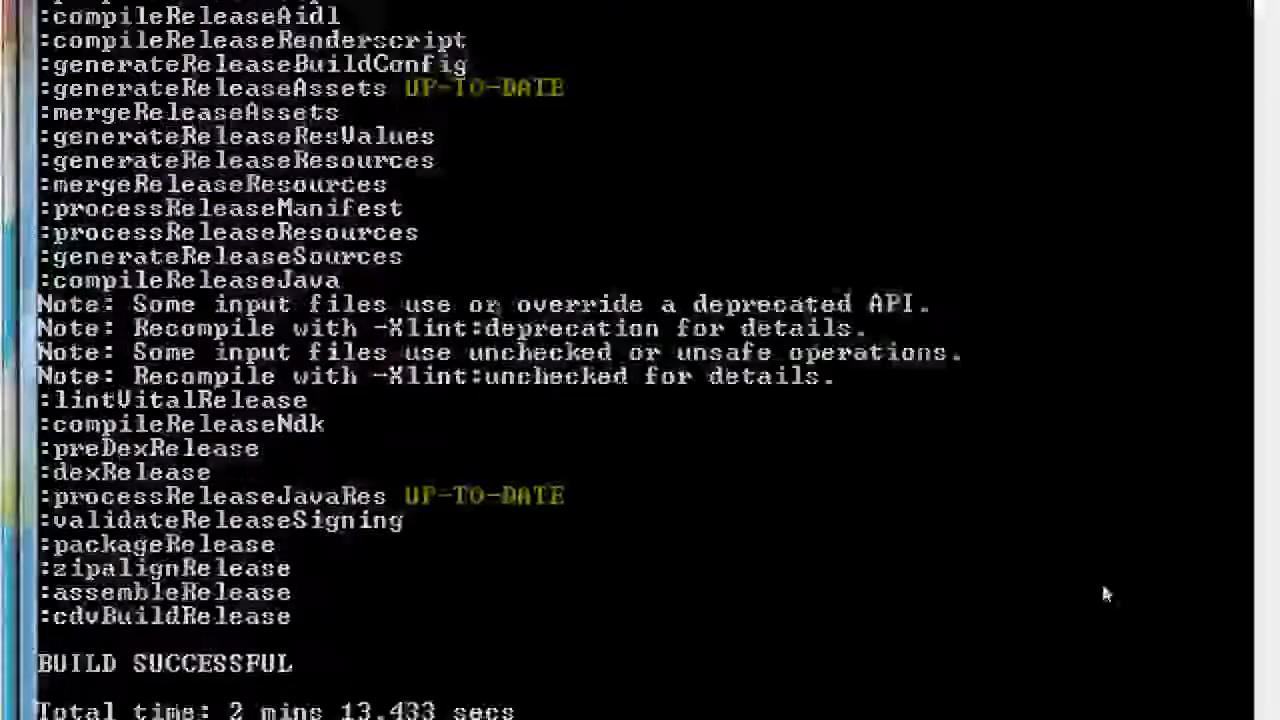 :compileReleaseAidl
:compileReleaseRenderscript
:generateReleaseBuildConfig
:generateReleaseAssets UP-TO-DATE
:mergeReleaseAssets
:generateReleaseResValues
:generateReleaseResources
:mergeReleaseResources
:processReleaseManifest
:processReleaseResources
:generateReleaseSources
:compileReleaseJava
Note: Some input files use or override a deprecated API.
Note: Recompile with -Xlint:deprecation for details.
Note: Some input files use unchecked or unsafe operations.
Note: Recompile with -Xlint:unchecked for details.
:lintVitalRelease
:compileReleaseNdk
:preDexRelease
:dexRelease
:processReleaseJavaRes UP-TO-DATE
:validateReleaseSigning
:packageRelease
:zipalignRelease
:assembleRelease
:cdvBuildRelease
BUILD SUCCESSFUL
Total time: 2 mins 13.433 secs